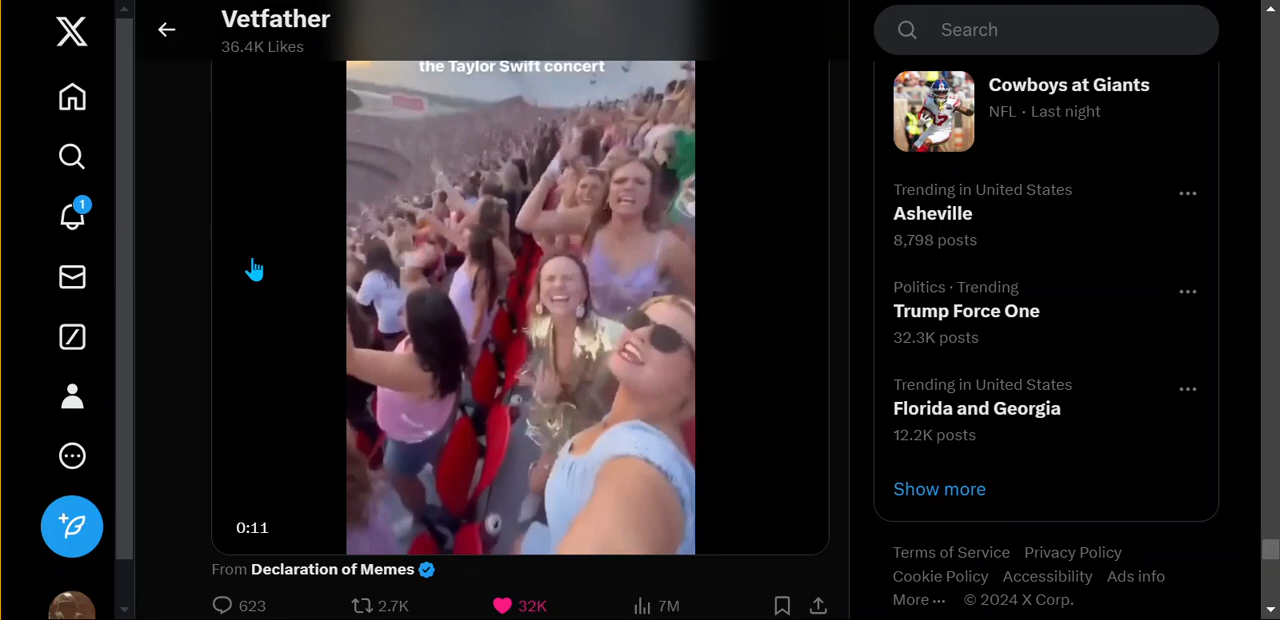 Vetfather
36.4K Likes
the Taylor Swift concert
0:11
From Declaration of Memes
623
2.7K
32K
7M
1
Search
Cowboys at Giants
NFL · Last night
Trending in United States
Asheville
8,798 posts
Politics · Trending
Trump Force One
32.3K posts
Trending in United States
Florida and Georgia
12.2K posts
Show more
Terms of Service Privacy Policy
Cookie Policy Accessibility Ads info
More ··· © 2024 X Corp.